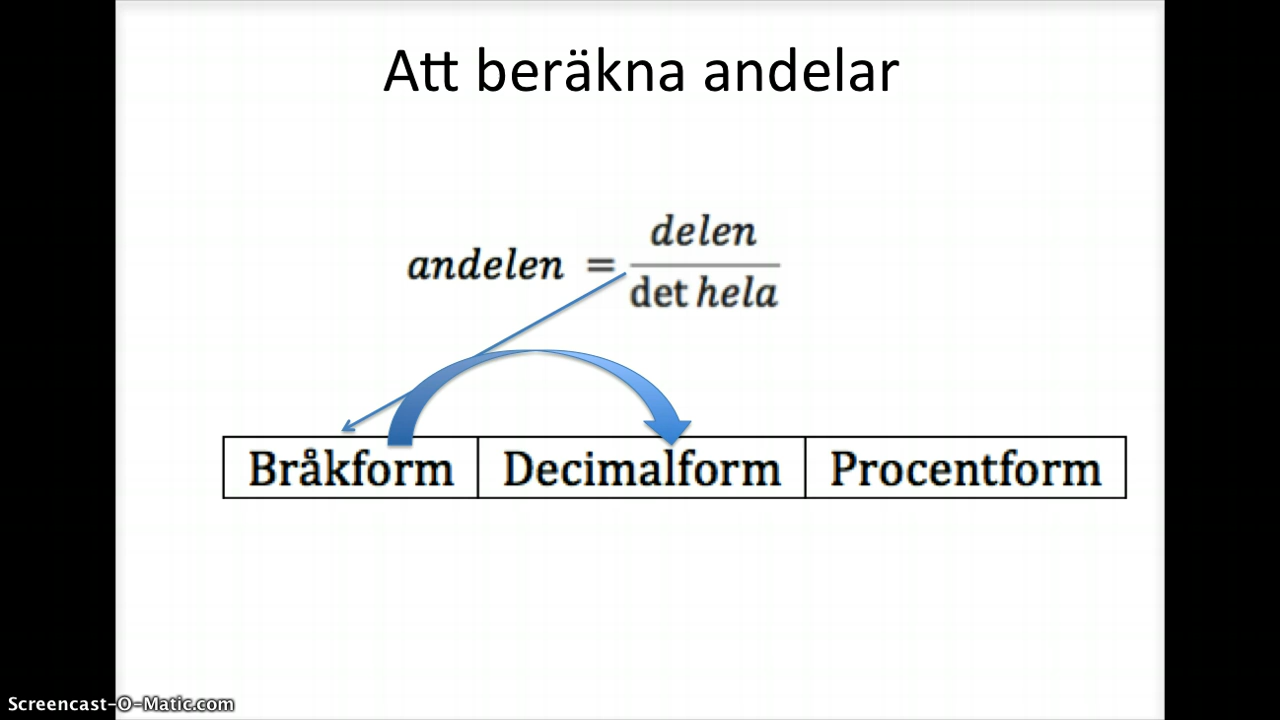 Att beräkna andelar
andelen = delen
det hela
Bråkform Decimalform Procentform
Screencast-O-Matic.com